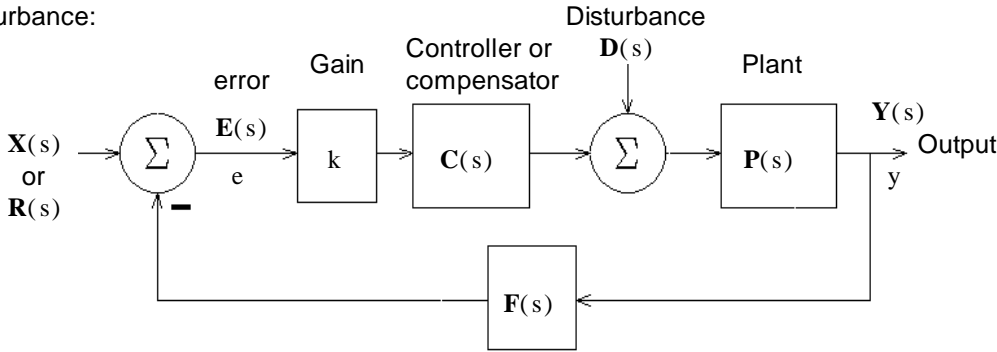 urbance:
Disturbance
D(s)
Gain
Controller or
compensator
Plant
error
X(s)
or
R(s)
Σ
E(s)
e
k
C(s)
Σ
P(s)
Y(s)
Output
y
F(s)